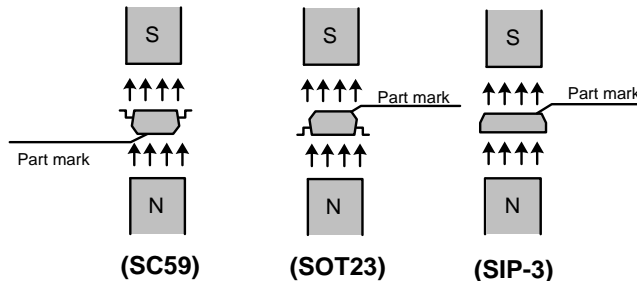 S S S
Part mark Part mark
Part mark
N N N
(SC59) (SOT23) (SIP-3)